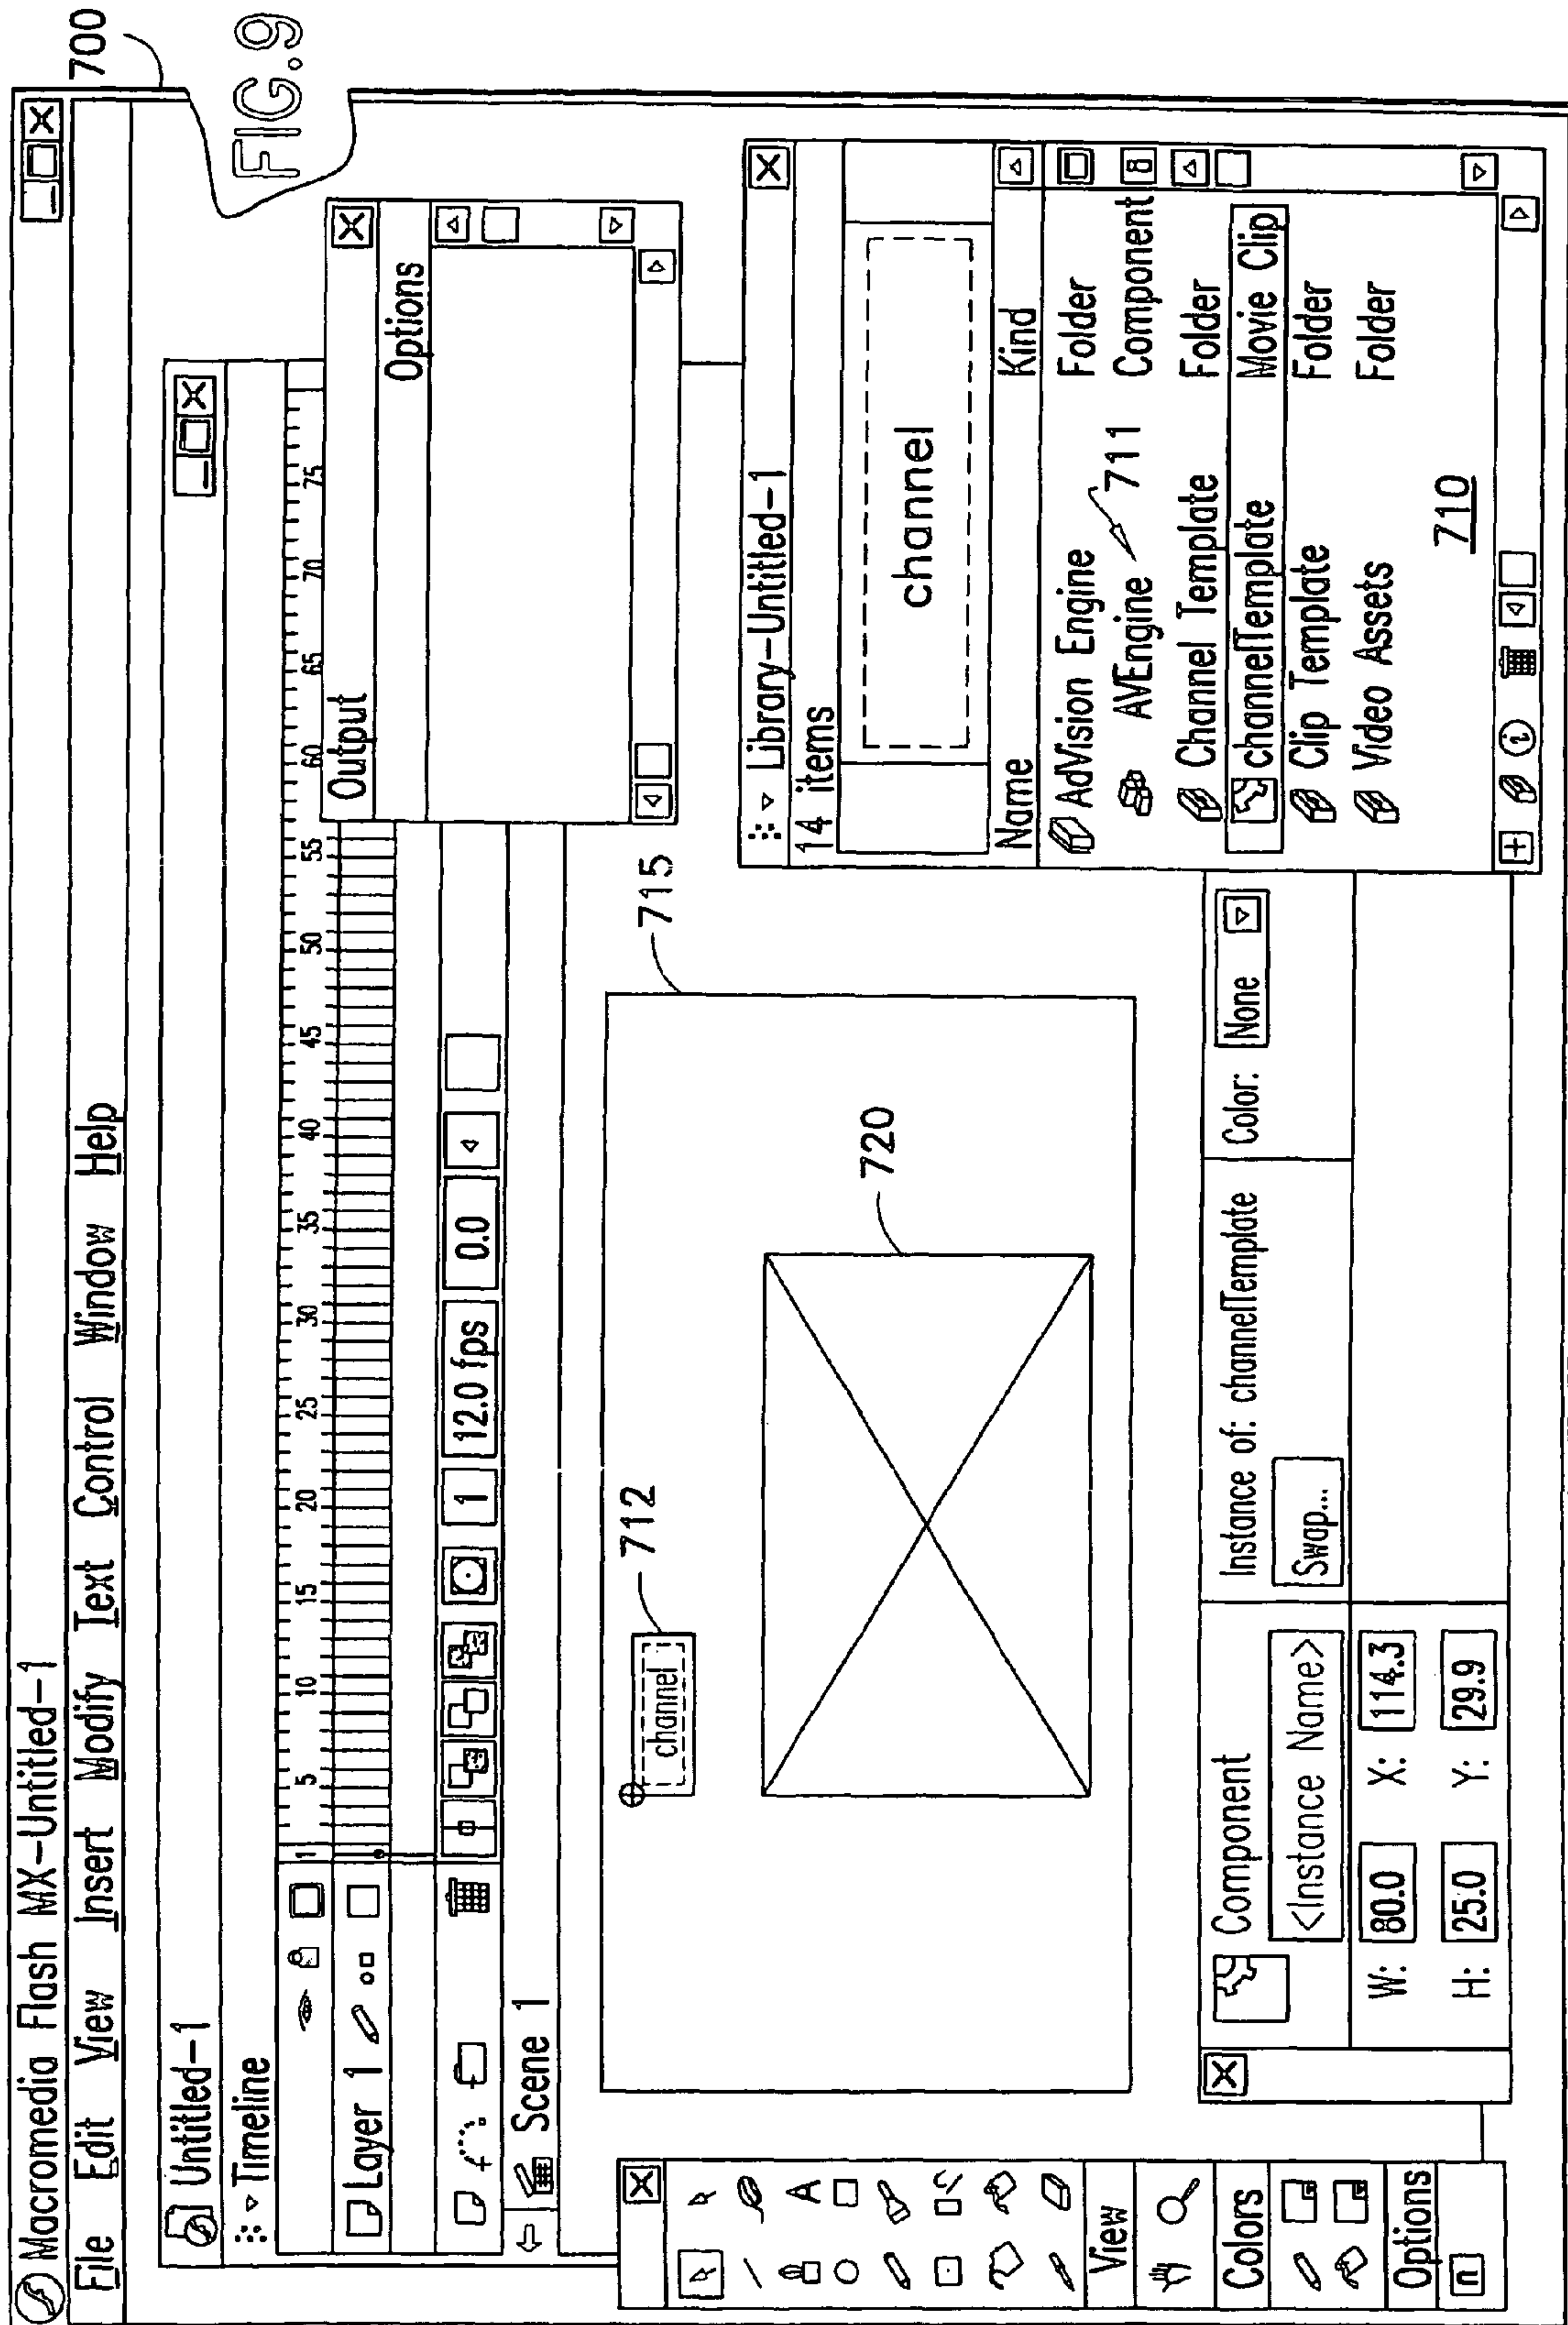 700
FIG.9
Macromedia Flash MX-Untitled-1
File Edit View Insert Modify Text Control Window Help
Untitled-1
Timeline
1 5 10 15 20 25 30 35 40 45 50 55 60 65 70 75
Layer 1
1 12.0 fps 0.0
Scene 1
Output
Options
712
channel
715
720
Library-Untitled-1
14 items
channel
Name Kind
AdVision Engine Folder
AVEngine 711 Component
Channel Template Folder
channelTemplate Movie Clip
Clip Template Folder
Video Assets Folder
710
A
View
Colors
Options
Component
<Instance Name>
Instance of: channelTemplate
Swap...
Color: None
W: 80.0 X: 114.3
H: 25.0 Y: 29.9